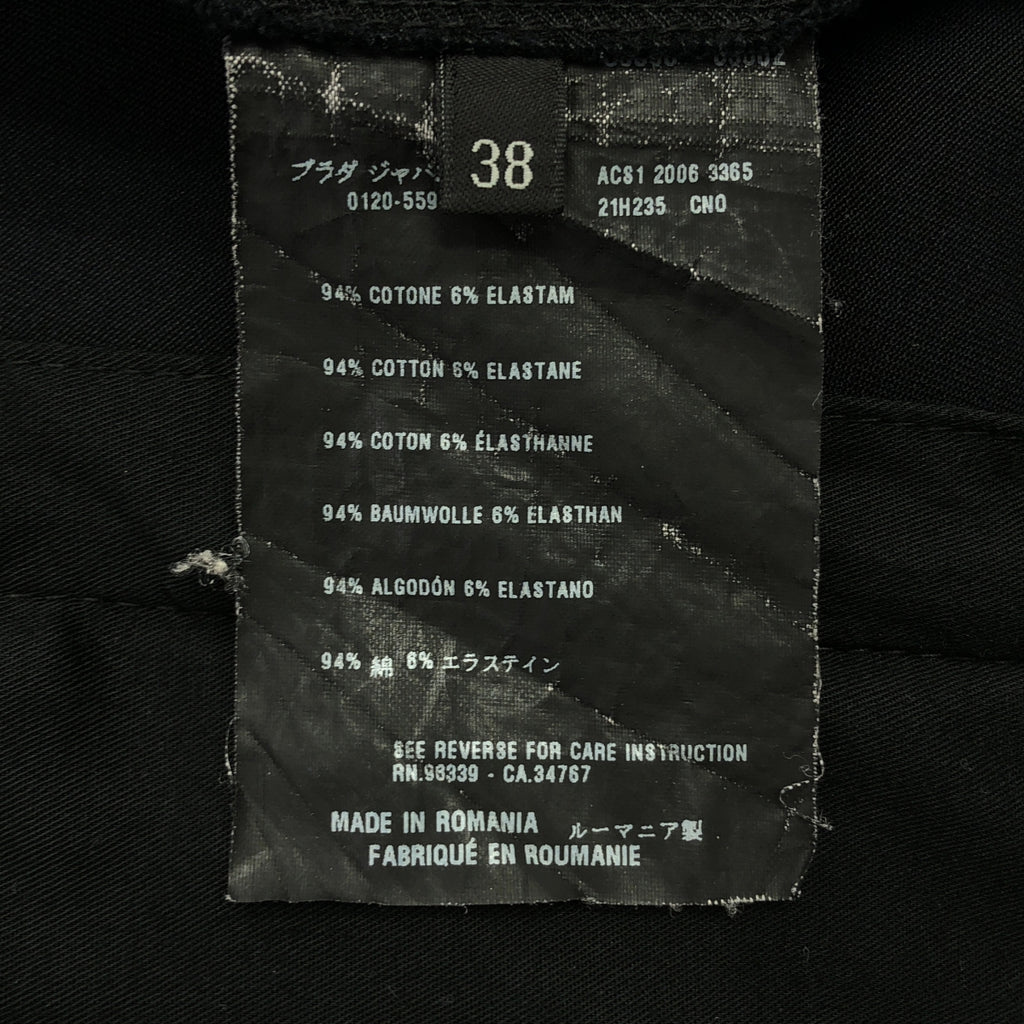 38
プラダ ジャパ
0120-559
ACS1 2006 3365
21H235 CNO
94% COTONE 6% ELASTAM
94% COTTON 6% ELASTANE
94% COTON 6% ÉLASTHANNE
94% BAUMWOLLE 6% ELASTHAN
94% ALGODÓN 6% ELASTANO
94% 綿 6% エラステイン
SEE REVERSE FOR CARE INSTRUCTION
RN.98339 - CA.34767
MADE IN ROMANIA ルーマニア製
FABRIQUÉ EN ROUMANIE